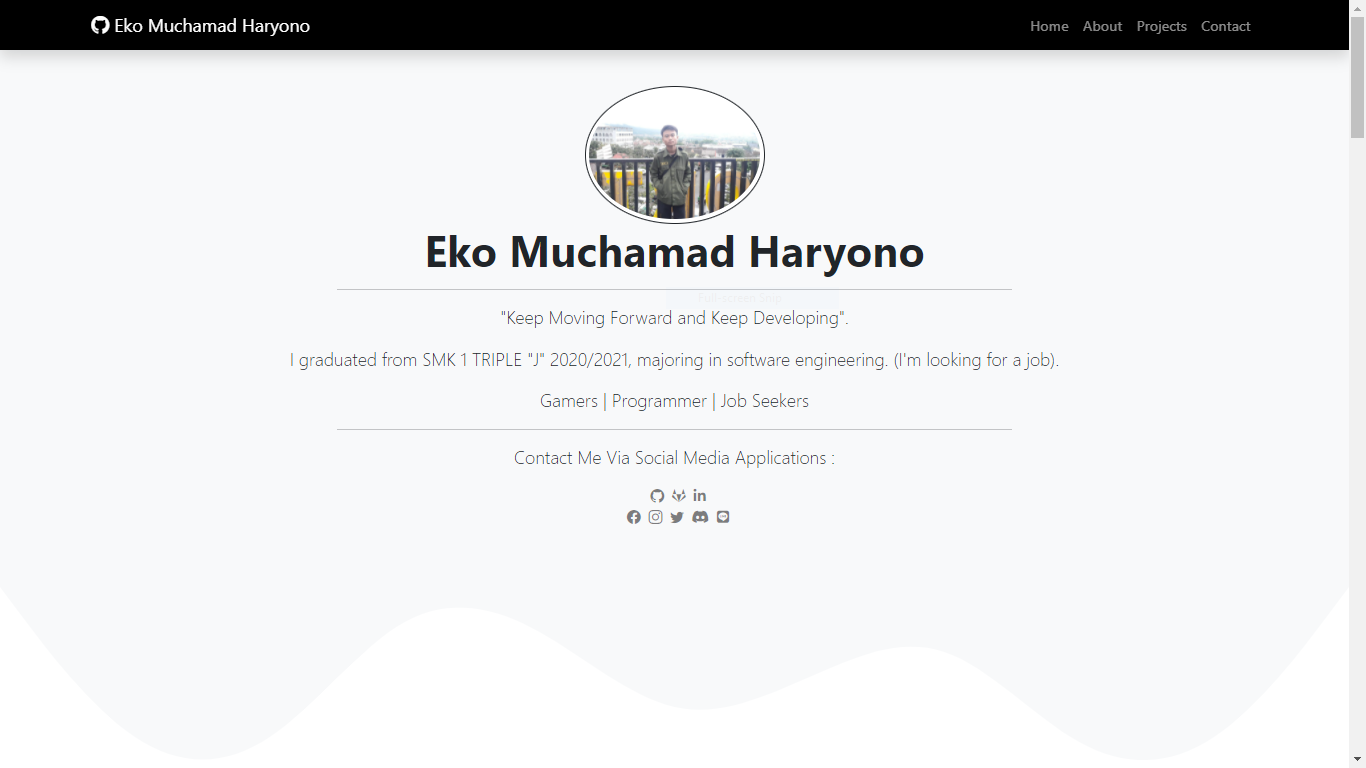 Eko Muchamad Haryono
Home About Projects Contact
Eko Muchamad Haryono
"Keep Moving Forward and Keep Developing".
I graduated from SMK 1 TRIPLE "J" 2020/2021, majoring in software engineering. (I'm looking for a job).
Gamers | Programmer | Job Seekers
Contact Me Via Social Media Applications :